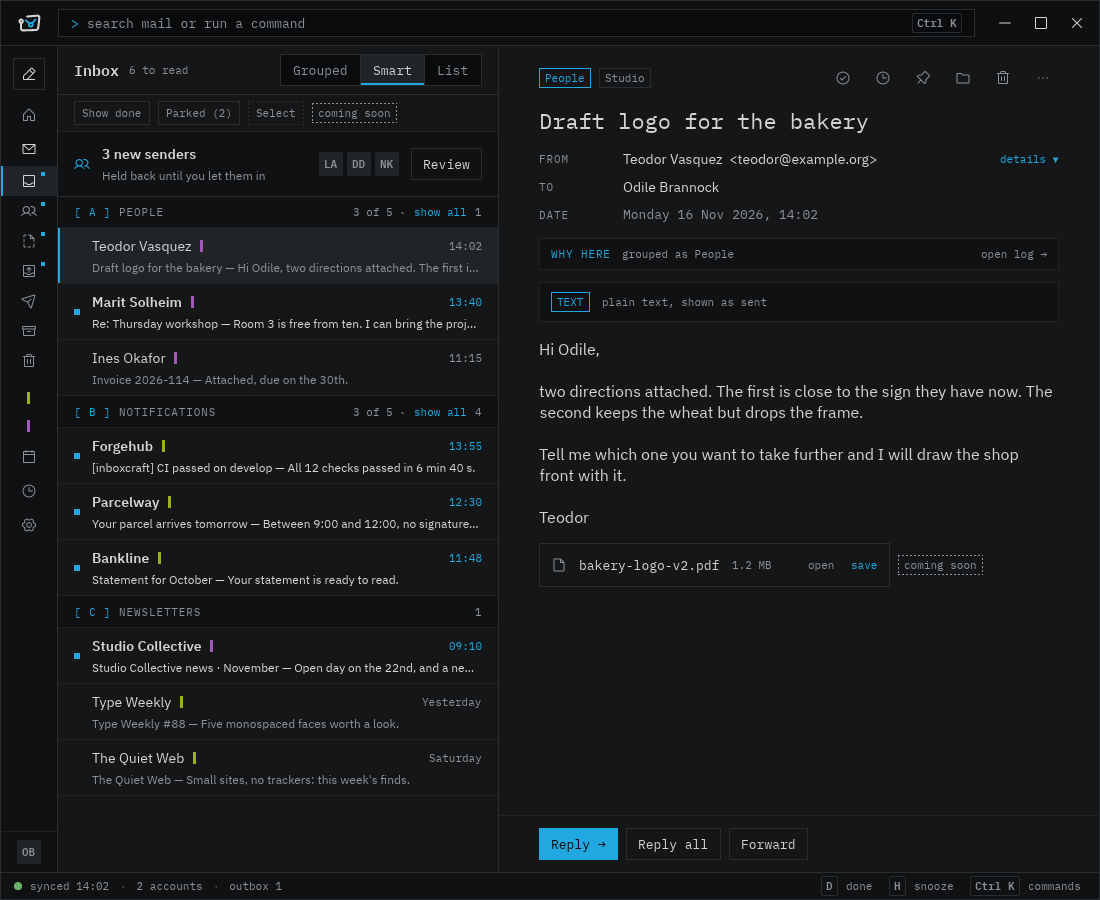 > search mail or run a command Ctrl K
Inbox 6 to read Grouped Smart List
Show done Parked (2) Select coming soon
3 new senders
Held back until you let them in
LA DD NK Review
[ A ] PEOPLE 3 of 5 · show all 1
Teodor Vasquez 14:02
Draft logo for the bakery — Hi Odile, two directions attached. The first i…
Marit Solheim 13:40
Re: Thursday workshop — Room 3 is free from ten. I can bring the proj…
Ines Okafor 11:15
Invoice 2026-114 — Attached, due on the 30th.
[ B ] NOTIFICATIONS 3 of 5 · show all 4
Forgehub 13:55
[inboxcraft] CI passed on develop — All 12 checks passed in 6 min 40 s.
Parcelway 12:30
Your parcel arrives tomorrow — Between 9:00 and 12:00, no signature…
Bankline 11:48
Statement for October — Your statement is ready to read.
[ C ] NEWSLETTERS 1
Studio Collective 09:10
Studio Collective news · November — Open day on the 22nd, and a ne…
Type Weekly Yesterday
Type Weekly #88 — Five monospaced faces worth a look.
The Quiet Web Saturday
The Quiet Web — Small sites, no trackers: this week's finds.
People Studio
Draft logo for the bakery
FROM Teodor Vasquez <teodor@example.org> details ▾
TO Odile Brannock
DATE Monday 16 Nov 2026, 14:02
WHY HERE grouped as People open log →
TEXT plain text, shown as sent
Hi Odile,
two directions attached. The first is close to the sign they have now. The
second keeps the wheat but drops the frame.
Tell me which one you want to take further and I will draw the shop
front with it.
Teodor
bakery-logo-v2.pdf 1.2 MB open save coming soon
Reply → Reply all Forward
OB
synced 14:02 · 2 accounts · outbox 1 D done H snooze Ctrl K commands